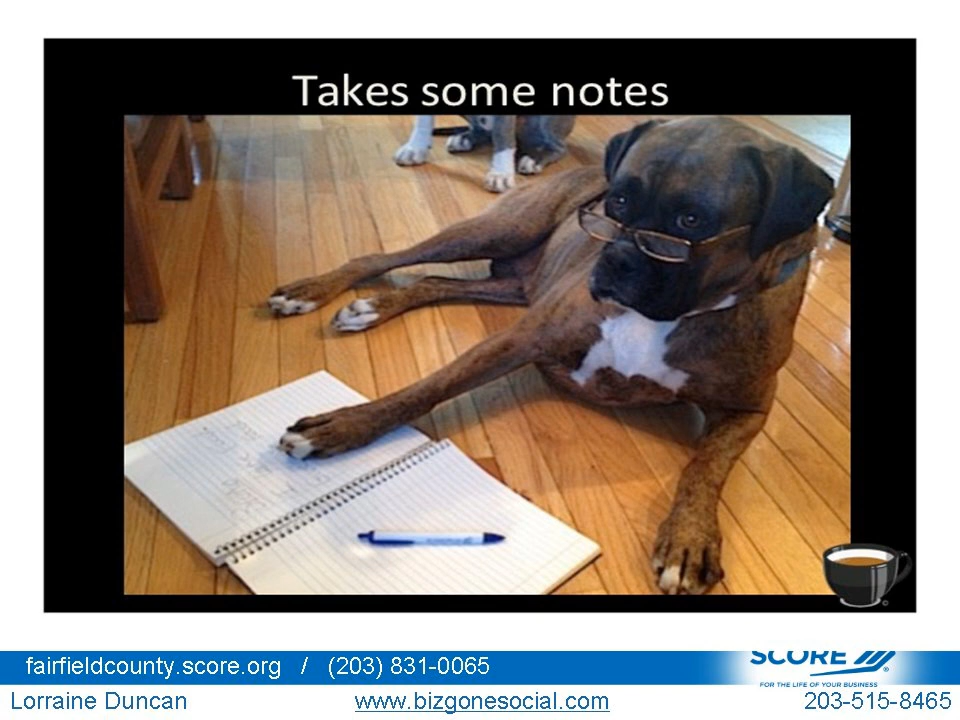 Takes some notes
fairfieldcounty.score.org / (203) 831-0065
SCORE
FOR THE LIFE OF YOUR BUSINESS
Lorraine Duncan www.bizgonesocial.com 203-515-8465